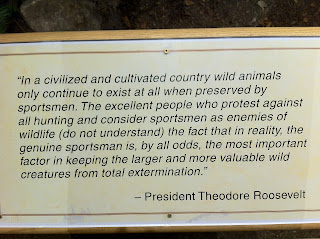 “In a civilized and cultivated country wild animals
only continue to exist at all when preserved by
sportsmen. The excellent people who protest against
all hunting and consider sportsmen as enemies of
wildlife (do not understand) the fact that in reality, the
genuine sportsman is, by all odds, the most important
factor in keeping the larger and more valuable wild
creatures from total extermination.”
– President Theodore Roosevelt